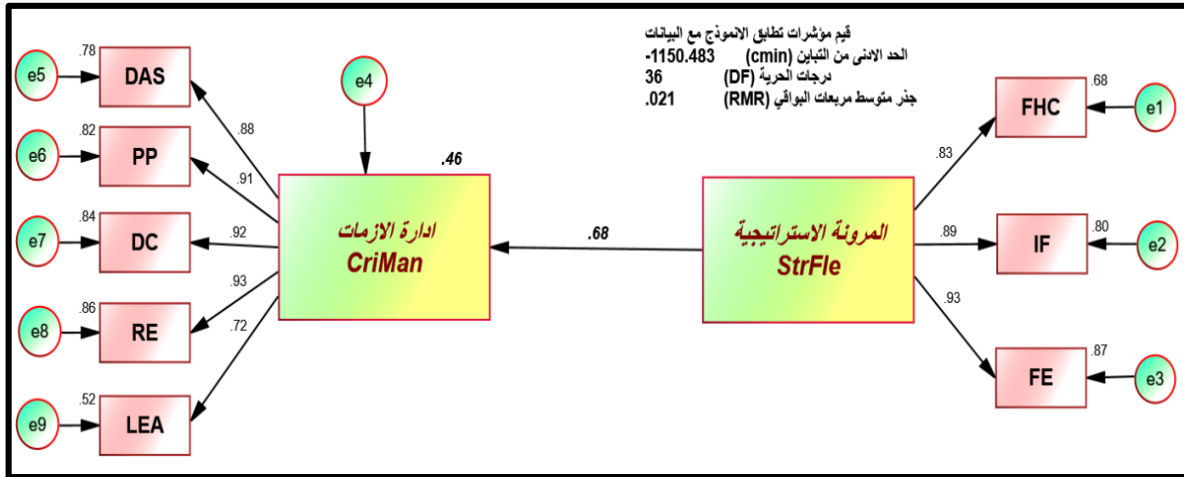 قيم مؤشرات تطابق الانموذج مع البيانات
الحد الادنى من التباين (cmin) -1150.483
درجات الحرية (DF) 36
جذر متوسط مربعات البواقي (RMR) .021
e5
.78
DAS
.88
e6
.82
PP
.91
e7
.84
DC
.92
e8
.86
RE
.93
e9
.52
LEA
.72
e4
.46
ادارة الازمات
CriMan
.68
المرونة الاستراتيجية
StrFle
.83
FHC
.68
e1
.89
IF
.80
e2
.93
FE
.87
e3